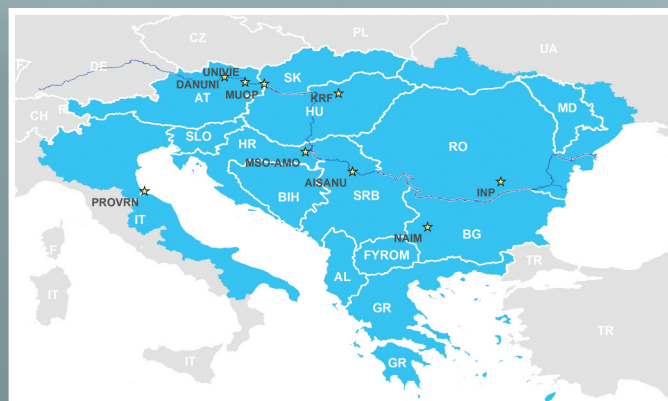 PL
CZ
UA
DE
UNIVIE
SK
DANUNI
MUOP
AT
KRF
HU
MD
CH
SLO
RO
HR
MSO-AMO
AISANU
BIH
SRB
INP
PROVRN
IT
NAIM
BG
FYROM
TR
F
AL
IT
GR
TR
IT
GR